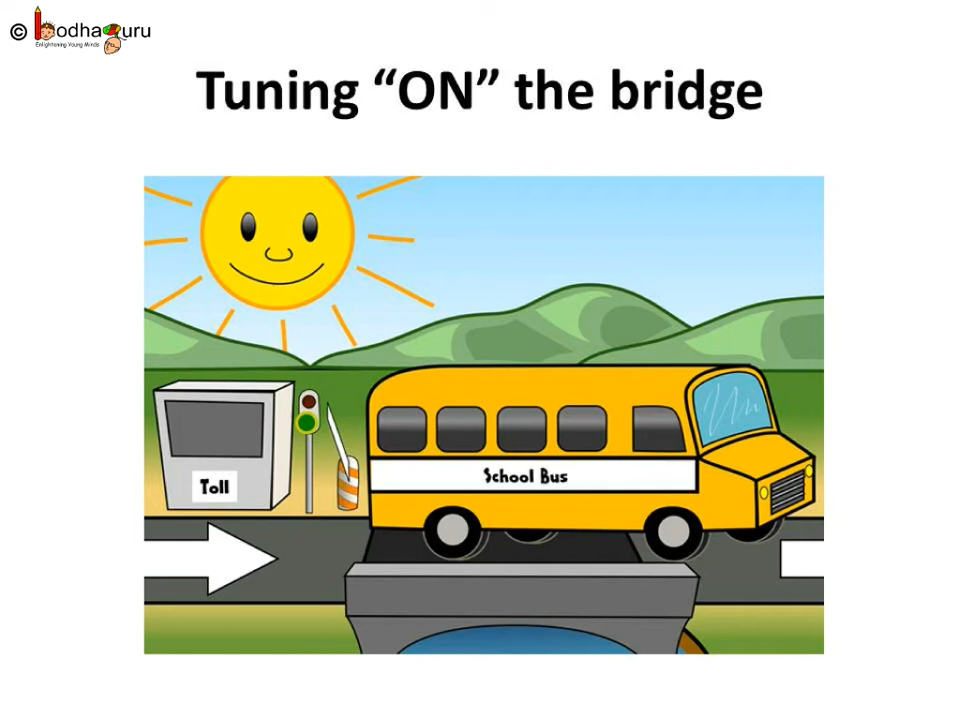 © BodhaGuru
Enlightening Young Minds
Tuning “ON” the bridge
School Bus
Toll